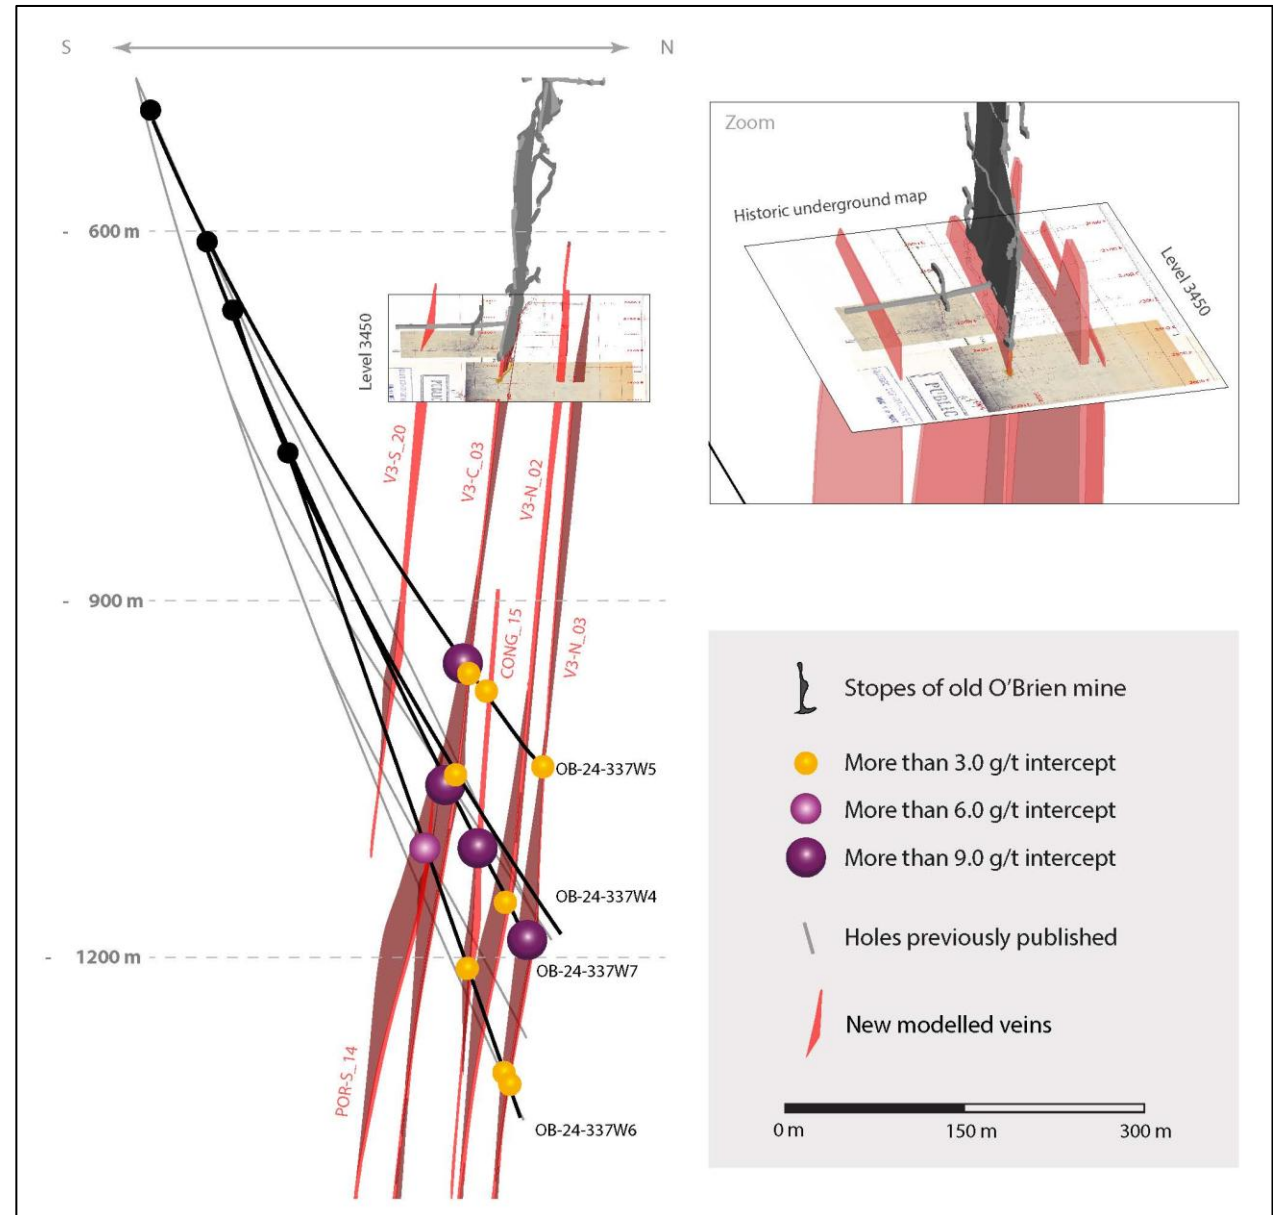 S
N
600 m
900 m
1200 m
Level 3450
V3-S_20
V3-C_03
V3-N_02
CONG_15
V3-N_03
POR-S_14
OB-24-337W5
OB-24-337W4
OB-24-337W7
OB-24-337W6
Zoom
Historic underground map
Level 3450
PUBLIC
Stopes of old O'Brien mine
More than 3.0 g/t intercept
More than 6.0 g/t intercept
More than 9.0 g/t intercept
Holes previously published
New modelled veins
0 m
150 m
300 m